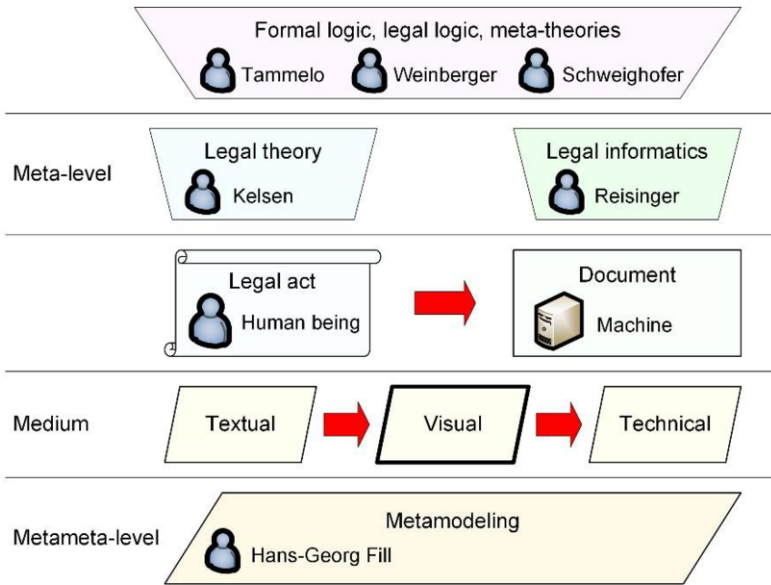 Formal logic, legal logic, meta-theories
Tammelo Weinberger Schweighofer
Meta-level
Legal theory
Kelsen
Legal informatics
Reisinger
Legal act
Human being
Document
Machine
Medium
Textual
Visual
Technical
Metameta-level
Metamodeling
Hans-Georg Fill